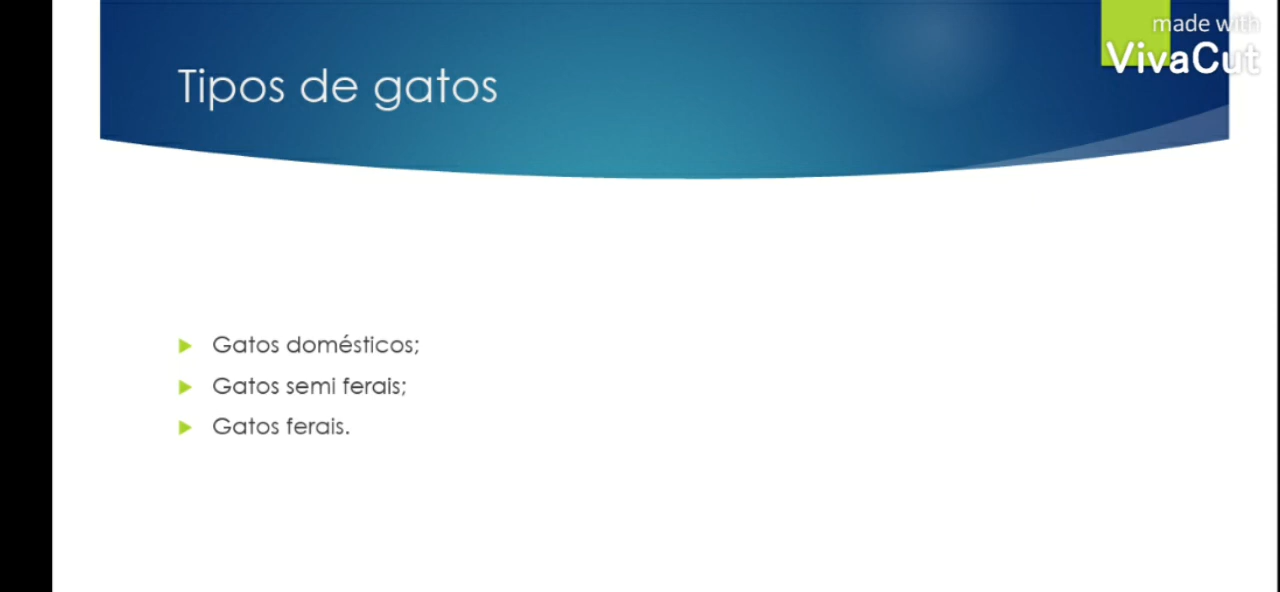 made with
VivaCut
Tipos de gatos
Gatos domésticos;
Gatos semi ferais;
Gatos ferais.